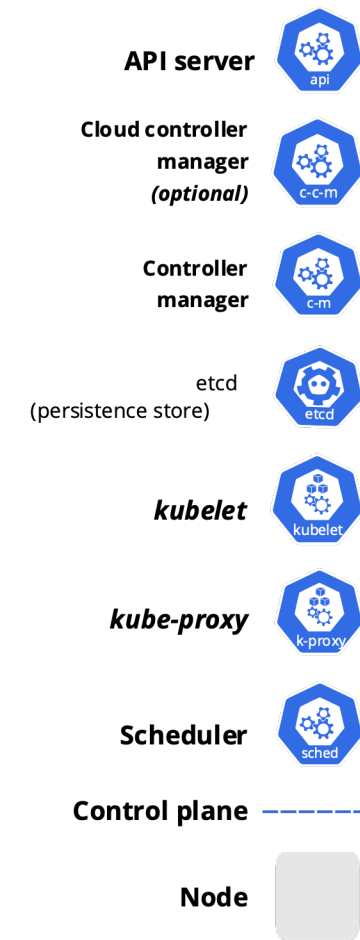 API server
api
Cloud controller
manager
(optional)
c-c-m
Controller
manager
c-m
etcd
(persistence store)
etcd
kubelet
kubelet
kube-proxy
k-proxy
Scheduler
sched
Control plane
Node